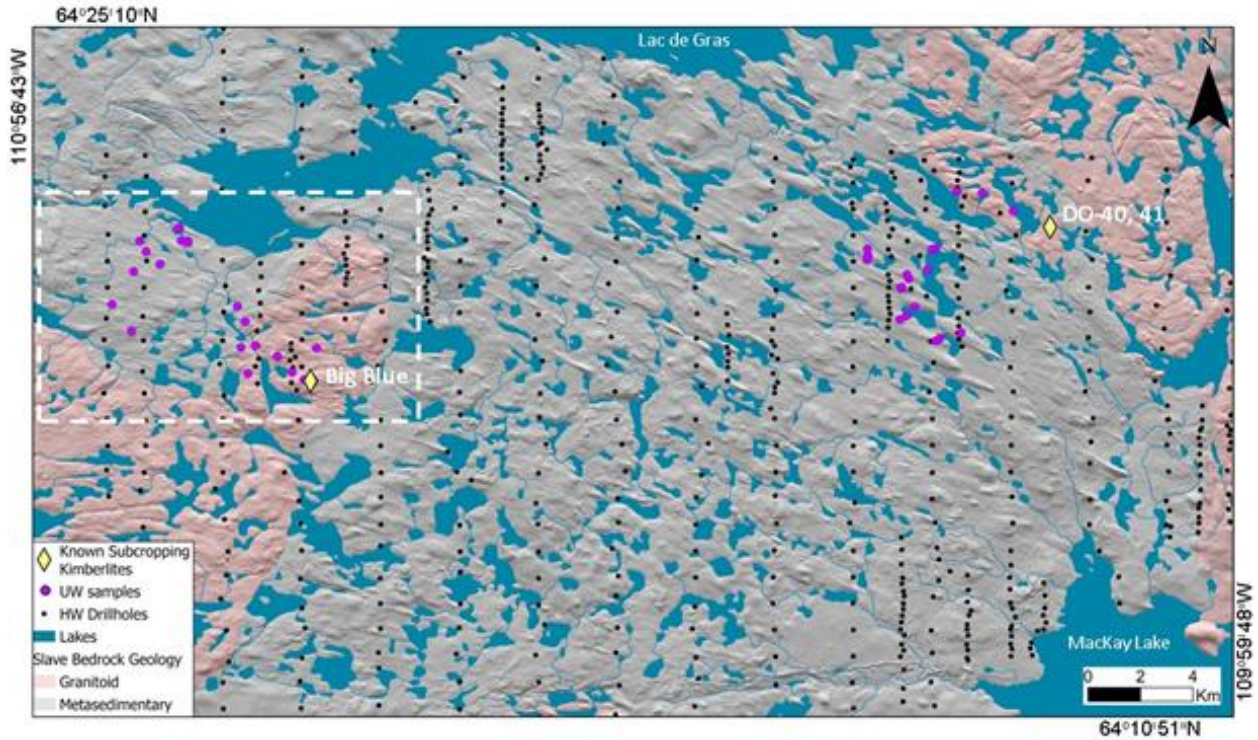 64°25'10"N
110°56'43"W
Lac de Gras
N
DO-40, 41
Big Blue
Known Subcropping
Kimberlites
UW samples
HW Drillholes
Lakes
Slave Bedrock Geology
Granitoid
Metasedimentary
MacKay Lake
0 2 4
Km
109°59'48"W
64°10'51"N